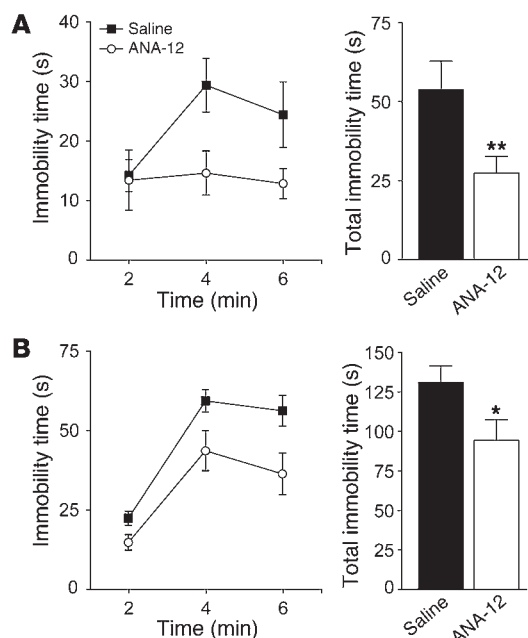 A
Saline
ANA-12
Immobility time (s)
40
30
20
10
0
2 4 6
Time (min)
Total immobility time (s)
75
50
25
0
**
Saline
ANA-12
B
Immobility time (s)
75
50
25
0
2 4 6
Time (min)
Total immobility time (s)
150
125
100
75
50
25
0
*
Saline
ANA-12